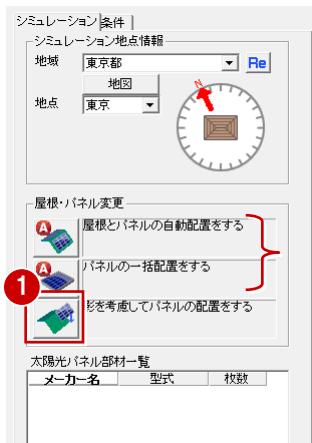 シミュレーション 条件
シミュレーション地点情報
地域 東京都 Re
地図
地点 東京
N
屋根・パネル変更
A 屋根とパネルの自動配置をする
A パネルの一括配置をする
1
影を考慮してパネルの配置をする
太陽光パネル部材一覧
メーカー名 型式 枚数